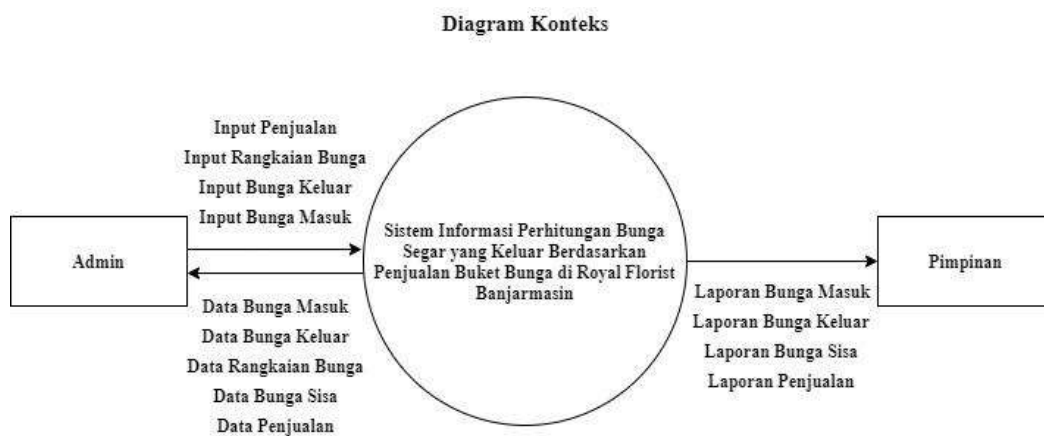 Diagram Konteks
Input Penjualan
Input Rangkaian Bunga
Input Bunga Keluar
Input Bunga Masuk
Admin
Data Bunga Masuk
Data Bunga Keluar
Data Rangkaian Bunga
Data Bunga Sisa
Data Penjualan
Sistem Informasi Perhitungan Bunga
Segar yang Keluar Berdasarkan
Penjualan Buket Bunga di Royal Florist
Banjarmasin
Pimpinan
Laporan Bunga Masuk
Laporan Bunga Keluar
Laporan Bunga Sisa
Laporan Penjualan